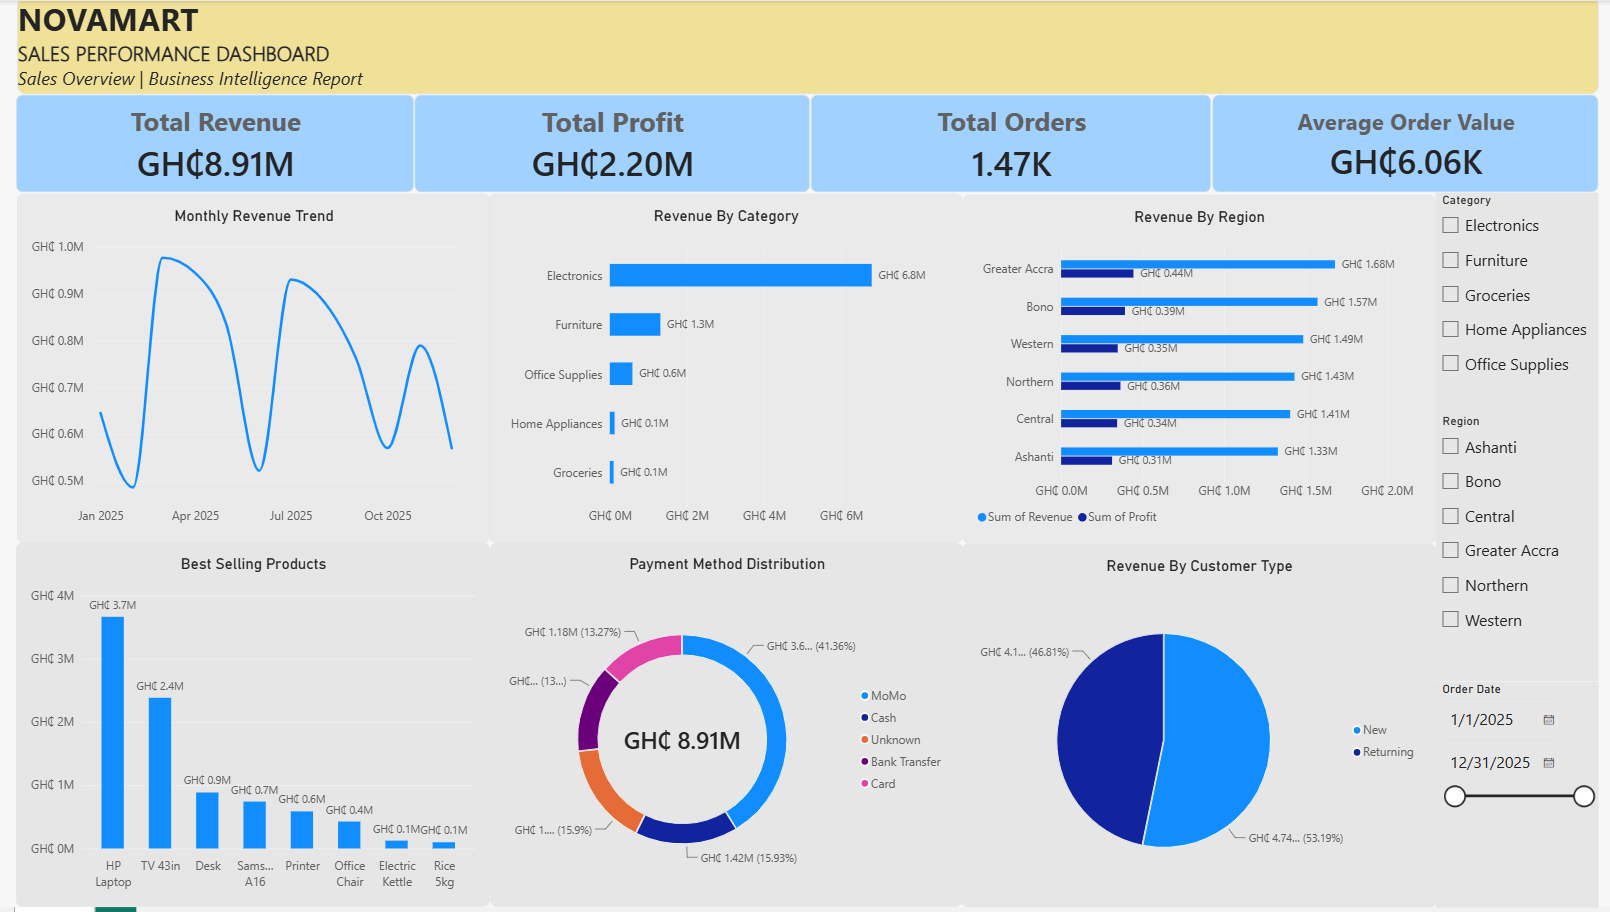 NOVAMART
SALES PERFORMANCE DASHBOARD
Sales Overview | Business Intelligence Report
Total Revenue
GH₵8.91M
Total Profit
GH₵2.20M
Total Orders
1.47K
Average Order Value
GH₵6.06K
Monthly Revenue Trend
GH₵ 1.0M
GH₵ 0.9M
GH₵ 0.8M
GH₵ 0.7M
GH₵ 0.6M
GH₵ 0.5M
Jan 2025 Apr 2025 Jul 2025 Oct 2025
Revenue By Category
Electronics GH₵ 6.8M
Furniture GH₵ 1.3M
Office Supplies GH₵ 0.6M
Home Appliances GH₵ 0.1M
Groceries GH₵ 0.1M
GH₵ 0M GH₵ 2M GH₵ 4M GH₵ 6M
Revenue By Region
Greater Accra GH₵ 1.68M
GH₵ 0.44M
Bono GH₵ 1.57M
GH₵ 0.39M
Western GH₵ 1.49M
GH₵ 0.35M
Northern GH₵ 1.43M
GH₵ 0.36M
Central GH₵ 1.41M
GH₵ 0.34M
Ashanti GH₵ 1.33M
GH₵ 0.31M
GH₵ 0.0M GH₵ 0.5M GH₵ 1.0M GH₵ 1.5M GH₵ 2.0M
Sum of Revenue Sum of Profit
Category
Electronics
Furniture
Groceries
Home Appliances
Office Supplies
Region
Ashanti
Bono
Central
Greater Accra
Northern
Western
Order Date
1/1/2025
12/31/2025
Best Selling Products
GH₵ 4M
GH₵ 3M
GH₵ 2M
GH₵ 1M
GH₵ 0M
GH₵ 3.7M
GH₵ 2.4M
GH₵ 0.9M
GH₵ 0.7M
GH₵ 0.6M
GH₵ 0.4M
GH₵ 0.1M
GH₵ 0.1M
HP Laptop
TV 43in
Desk
Sams... A16
Printer
Office Chair
Electric Kettle
Rice 5kg
Payment Method Distribution
GH₵ 1.18M (13.27%)
GH₵ 3.6... (41.36%)
GH₵... (13...)
GH₵ 8.91M
GH₵ 1.... (15.9%)
GH₵ 1.42M (15.93%)
MoMo
Cash
Unknown
Bank Transfer
Card
Revenue By Customer Type
GH₵ 4.1... (46.81%)
GH₵ 4.74... (53.19%)
New
Returning